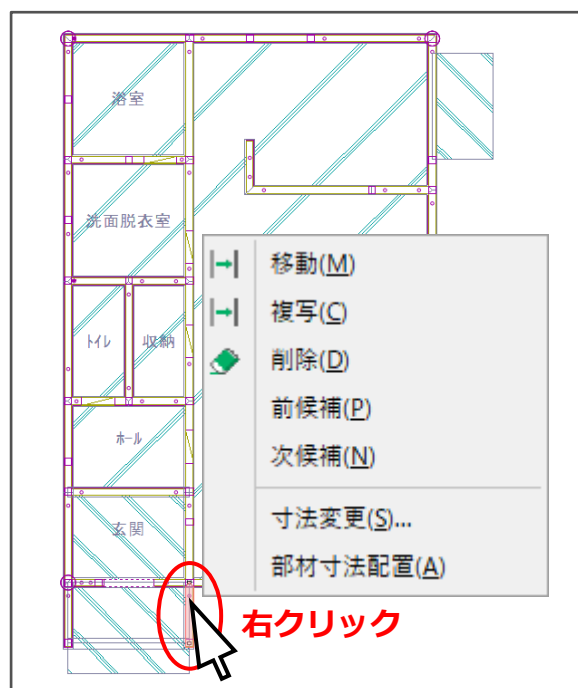 浴室
洗面脱衣室
トイレ
収納
ホール
玄関
移動(M)
複写(C)
削除(D)
前候補(P)
次候補(N)
寸法変更(S)...
部材寸法配置(A)
右クリック